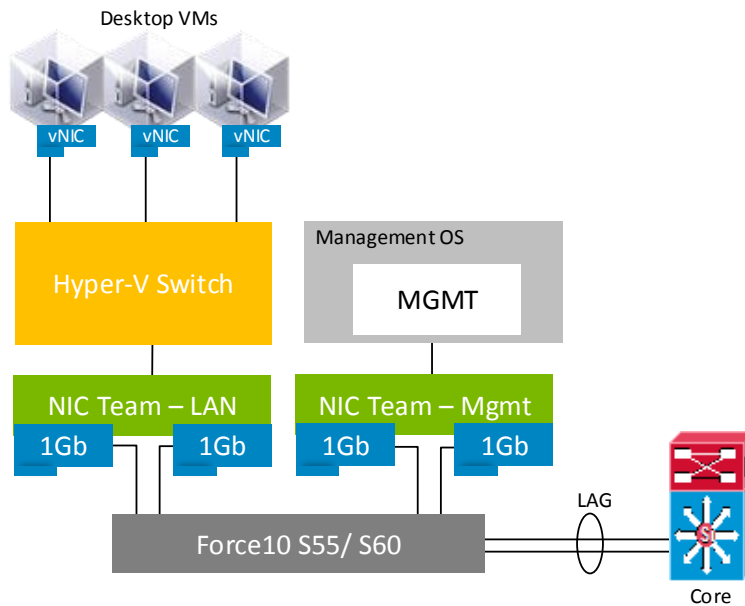 Desktop VMs
vNIC
vNIC
vNIC
Hyper-V Switch
Management OS
MGMT
NIC Team – LAN
NIC Team – Mgmt
1Gb
1Gb
1Gb
1Gb
Force10 S55/ S60
LAG
Si
Core